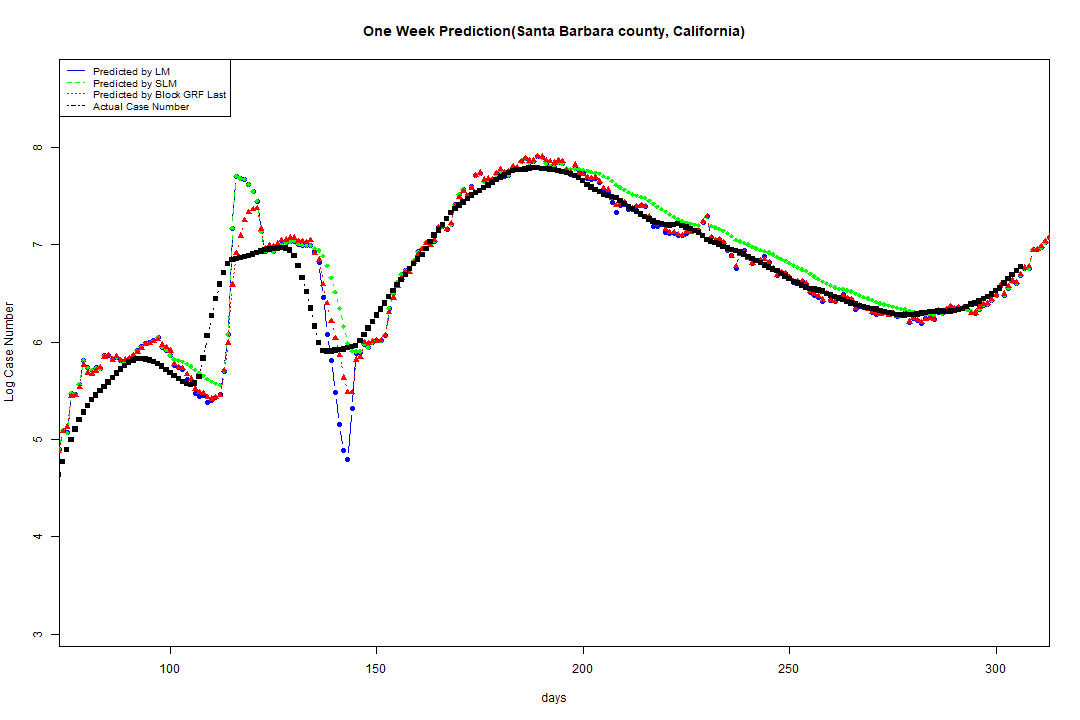 One Week Prediction(Santa Barbara county, California)
Predicted by LM
Predicted by SLM
Predicted by Block GRF Last
Actual Case Number
Log Case Number
8
7
6
5
4
3
100 150 200 250 300
days